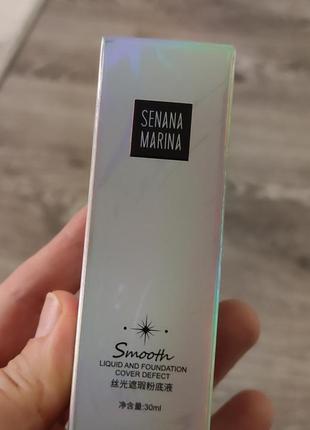 SENANA
MARINA
Smooth
LIQUID AND FOUNDATION
COVER DEFECT
丝光遮瑕粉底液
净含量:30ml